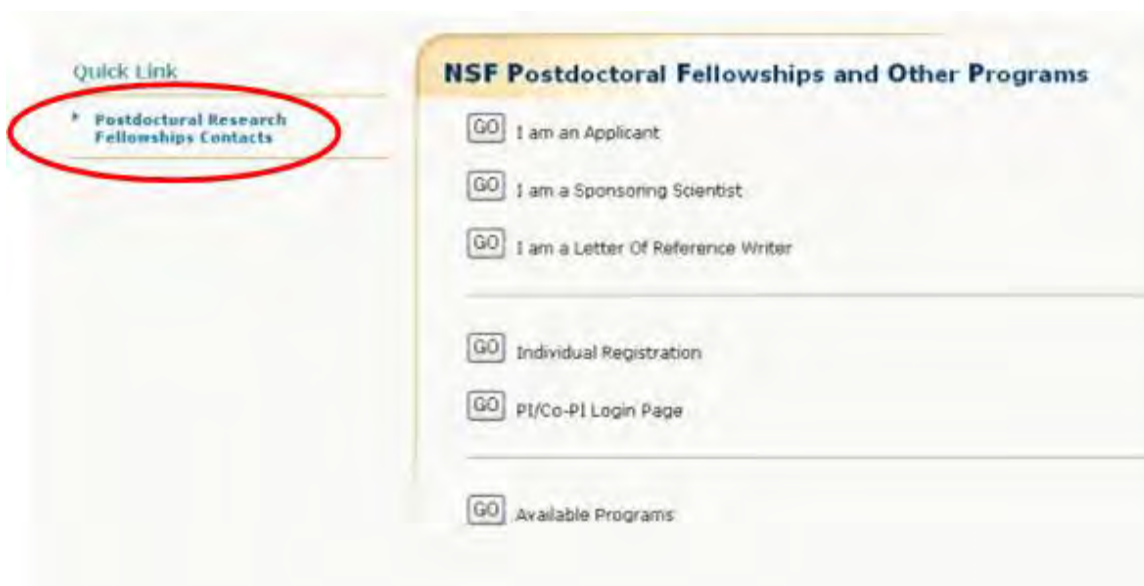 Quick Link
Postdoctural Research
Fellowships Contacts
NSF Postdoctoral Fellowships and Other Programs
GO I am an Applicant
GO I am a Sponsoring Scientist
GO I am a Letter Of Reference Writer
GO Individual Registration
GO PI/Co-PI Login Page
GO Available Programs